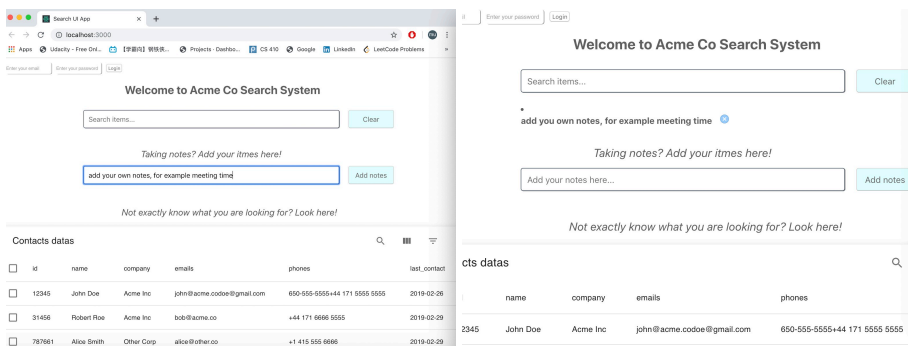 Search UI App
localhost:3000
Apps Udacity - Free Onl... Projects - Dashbo... CS 410 Google LinkedIn LeetCode Problems »
Enter your email Enter your password Login
Welcome to Acme Co Search System
Search items... Clear
Taking notes? Add your itmes here!
add your own notes, for example meeting time Add notes
Not exactly know what you are looking for? Look here!
Contacts datas
id name company emails phones last_contact
12345 John Doe Acme Inc john@acme.codoe@gmail.com 650-555-5555+44 171 5555 5555 2019-02-26
31456 Robert Roe Acme Inc bob@acme.co +44 171 6666 5555 2019-02-29
787661 Alice Smith Other Corp alice@other.co +1 415 555 6666 2019-02-29
Enter your password Login
Welcome to Acme Co Search System
Search items... Clear
add you own notes, for example meeting time
Taking notes? Add your itmes here!
Add your notes here... Add notes
Not exactly know what you are looking for? Look here!
cts datas
name company emails phones
2345 John Doe Acme Inc john@acme.codoe@gmail.com 650-555-5555+44 171 5555 5555